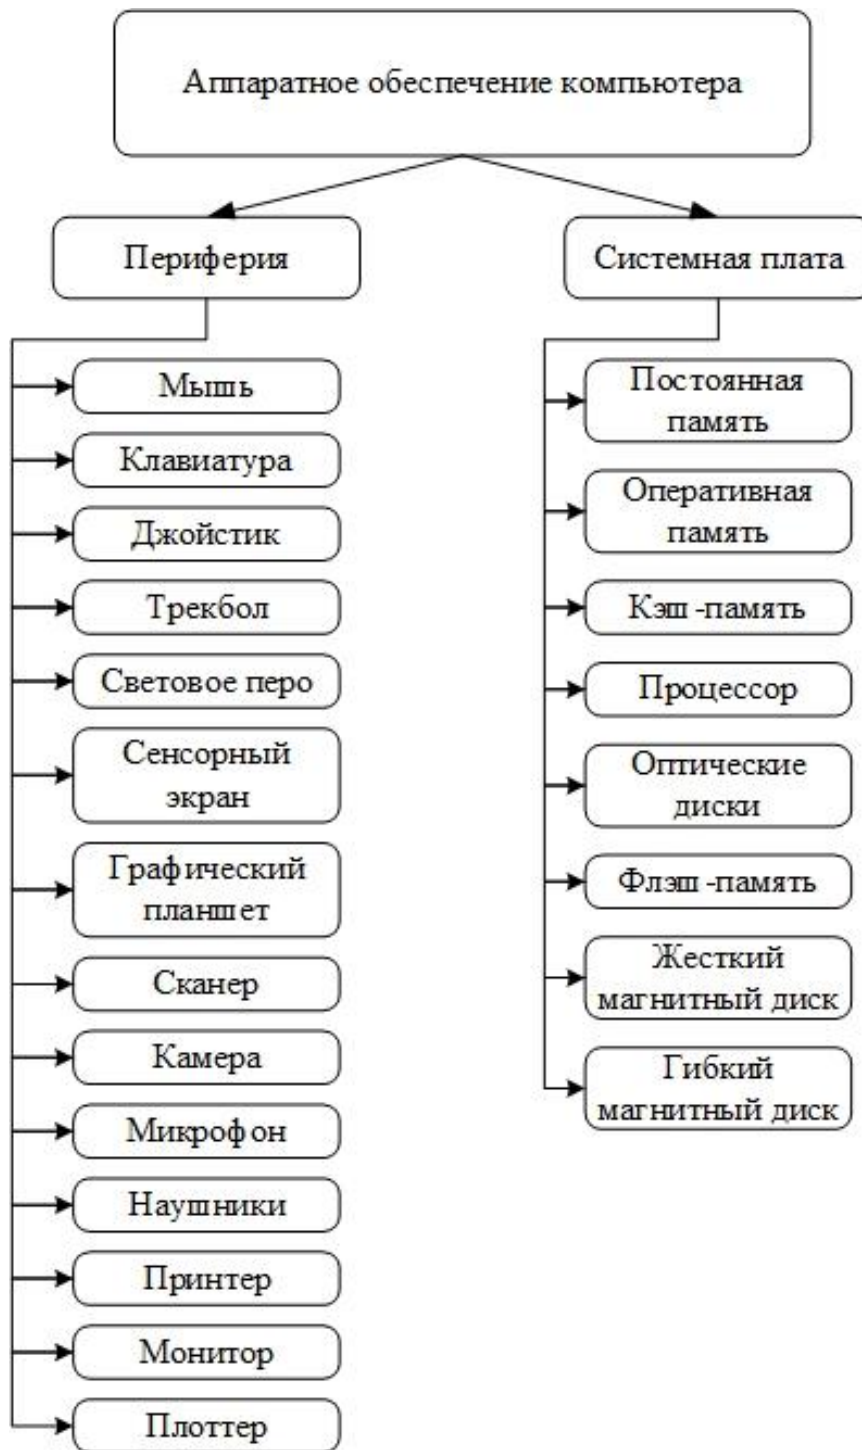 Аппаратное обеспечение компьютера
Периферия
Мышь
Клавиатура
Джойстик
Трекбол
Световое перо
Сенсорный
экран
Графический
планшет
Сканер
Камера
Микрофон
Наушники
Принтер
Монитор
Плоттер
Системная плата
Постоянная
память
Оперативная
память
Кэш -память
Процессор
Оптические
диски
Флэш -память
Жесткий
магнитный диск
Гибкий
магнитный диск